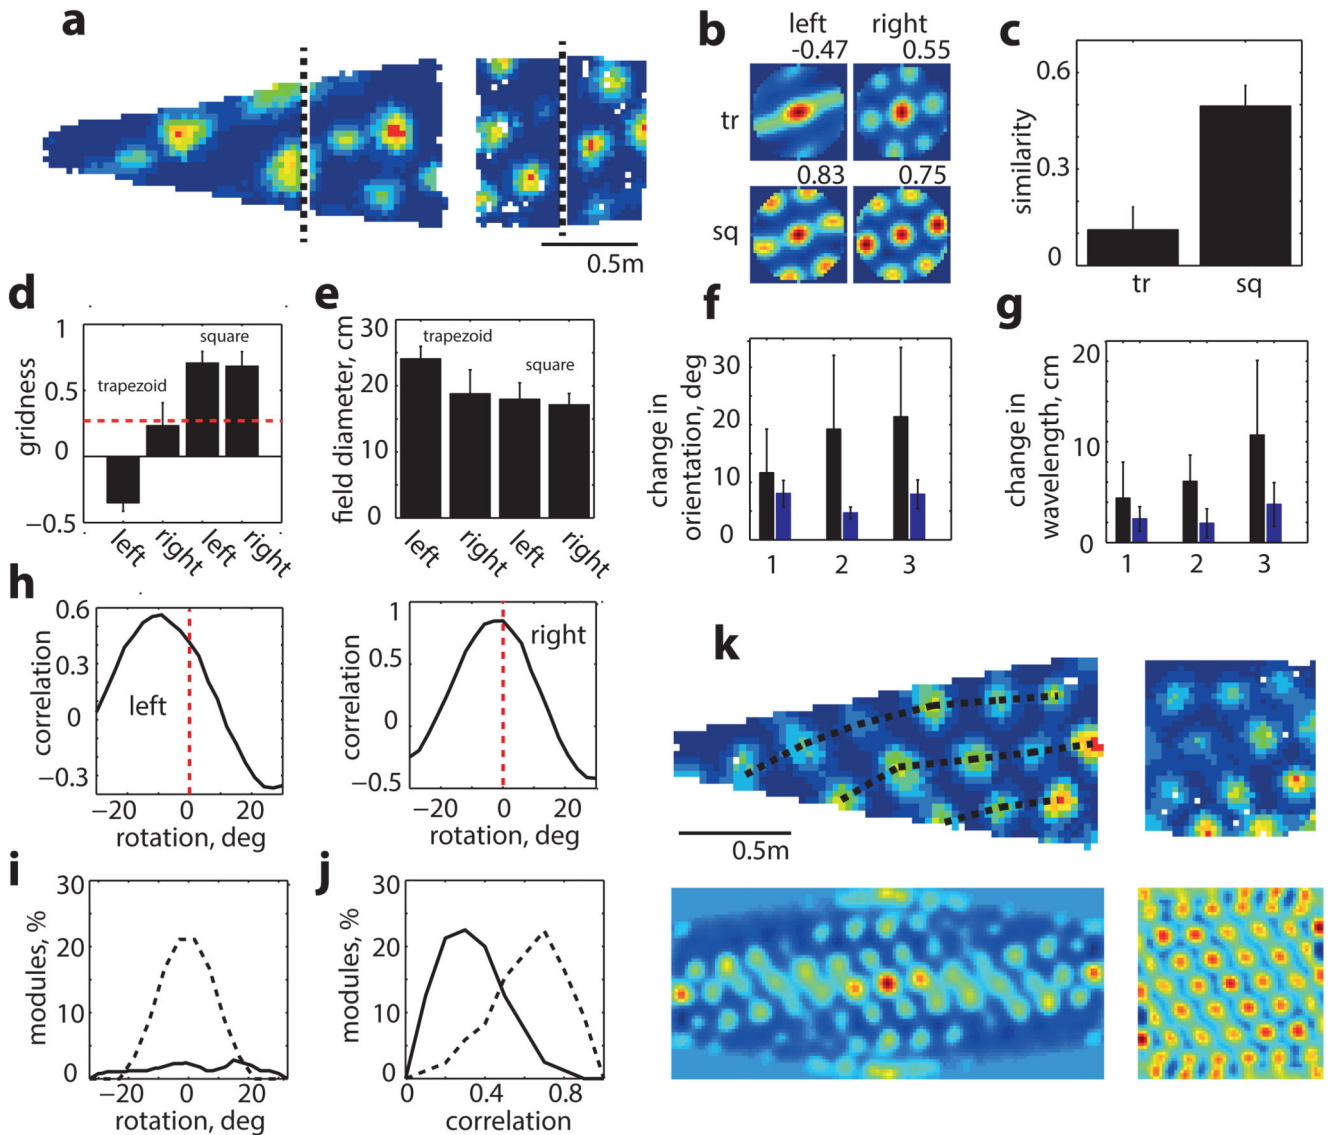 a
0.5m
b
left right
-0.47 0.55
tr
0.83 0.75
sq
c
similarity
0.6
0.3
0
tr sq
d
gridness
1
0.5
0
−0.5
trapezoid
square
left right left right
e
field diameter, cm
30
20
10
0
trapezoid
square
left right left right
f
change in
orientation, deg
30
20
10
0
1 2 3
g
change in
wavelength, cm
20
10
0
1 2 3
h
correlation
0.6
0.3
0
−0.3
left
−20 0 20
rotation, deg
correlation
1
0.5
0
−0.5
right
−20 0 20
rotation, deg
i
modules, %
30
20
10
0
−20 0 20
rotation, deg
j
modules, %
30
20
10
0
0 0.4 0.8
correlation
k
0.5m